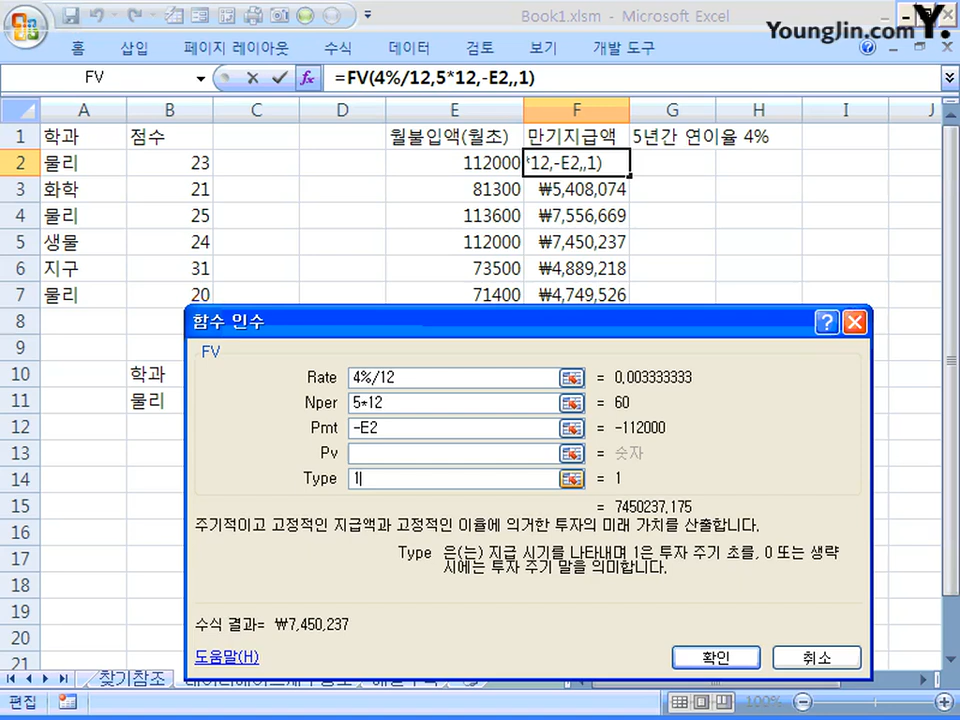 Book1.xlsm - Microsoft Excel
YoungJin.com Y.
홈 삽입 페이지 레이아웃 수식 데이터 검토 보기 개발 도구
FV =FV(4%/12,5*12,-E2,,1)
A B C D E F G H I J
1 학과 점수 월불입액(월초) 만기지급액 5년간 연이율 4%
2 물리 23 112000 *12,-E2,,1)
3 화학 21 81300 ₩5,408,074
4 물리 25 113600 ₩7,556,669
5 생물 24 112000 ₩7,450,237
6 지구 31 73500 ₩4,889,218
7 물리 20 71400 ₩4,749,526
8
9
10 학과
11 물리
12
13
14
15
16
17
18
19
20
21
함수 인수
FV
Rate 4%/12 = 0.003333333
Nper 5*12 = 60
Pmt -E2 = -112000
Pv = 숫자
Type 1 = 1
= 7450237.175
주기적이고 고정적인 지급액과 고정적인 이율에 의거한 투자의 미래 가치를 산출합니다.
Type 은(는) 지급 시기를 나타내며 1은 투자 주기 초를, 0 또는 생략
시에는 투자 주기 말을 의미합니다.
수식 결과= ₩7,450,237
도움말(H) 확인 취소
찾기참조
편집 100%